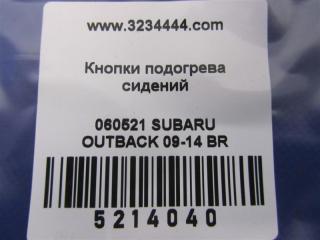 www.3234444.com
Кнопки подогрева
сидений
060521 SUBARU
OUTBACK 09-14 BR
5214040